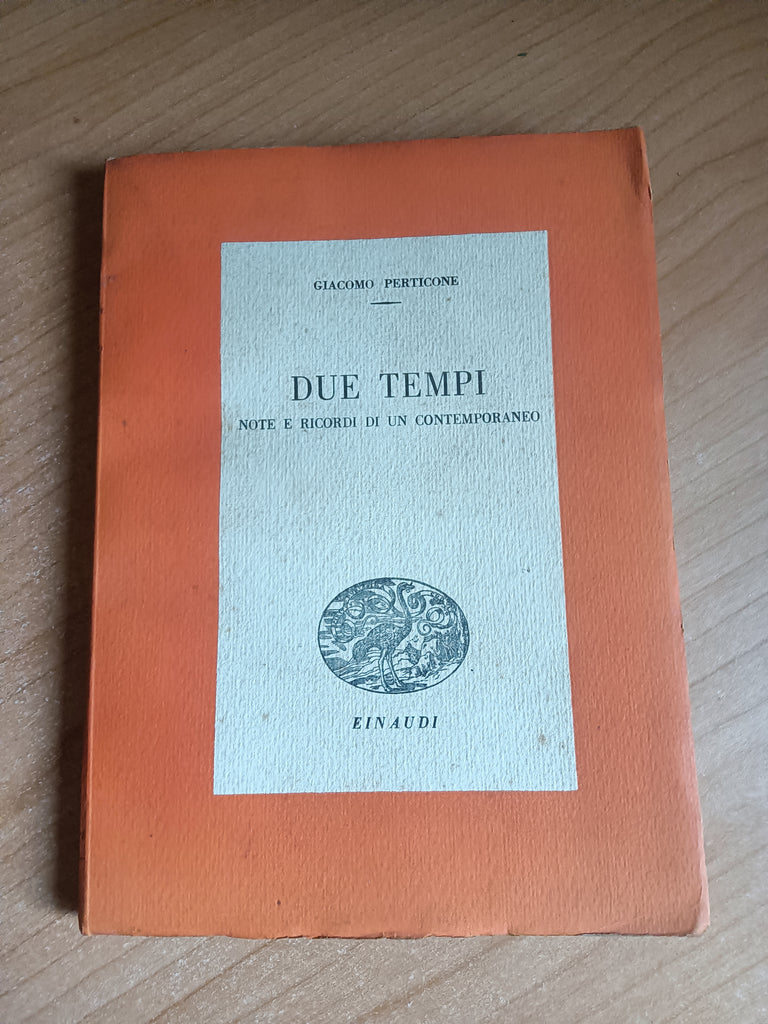 GIACOMO PERTICONE
DUE TEMPI
NOTE E RICORDI DI UN CONTEMPORANEO
EINAUDI